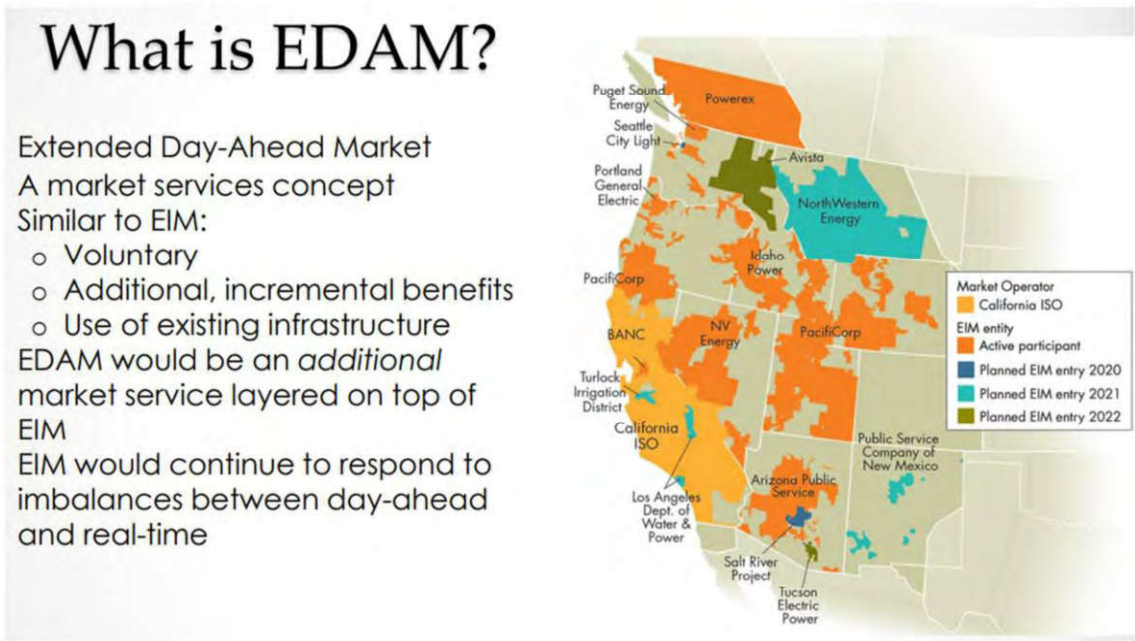 What is EDAM?
Extended Day-Ahead Market
A market services concept
Similar to EIM:
o Voluntary
o Additional, incremental benefits
o Use of existing infrastructure
EDAM would be an additional
market service layered on top of
EIM
EIM would continue to respond to
imbalances between day-ahead
and real-time
Puget Sound
Energy
Powerex
Seattle
City Light
Avista
Portland
General
Electric
NorthWestern
Energy
Idaho
Power
PacifiCorp
BANC
NV
Energy
PacifiCorp
Turlock
Irrigation
District
California
ISO
Public Service
Company of
New Mexico
Arizona Public
Service
Los Angeles
Dept. of
Water &
Power
Salt River
Project
Tucson
Electric
Power
Market Operator
California ISO
EIM entity
Active participant
Planned EIM entry 2020
Planned EIM entry 2021
Planned EIM entry 2022